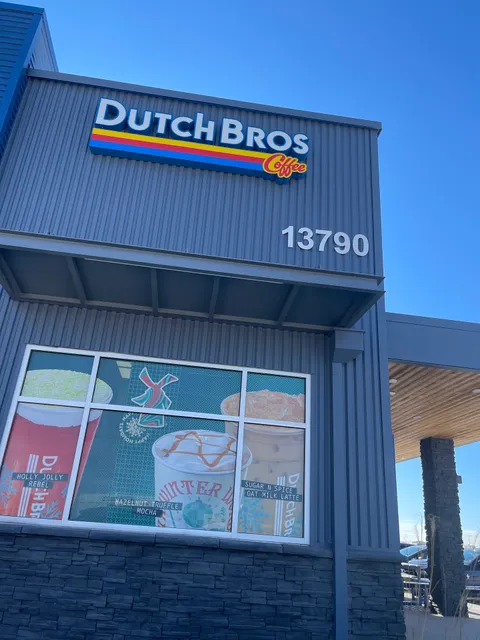 DUTCH BROS
Coffee
13790
HOLLY JOLLY
REBEL
HAZELNUT TRUFFLE
MOCHA
SUGAR N SPICE
OAT MILK LATTE